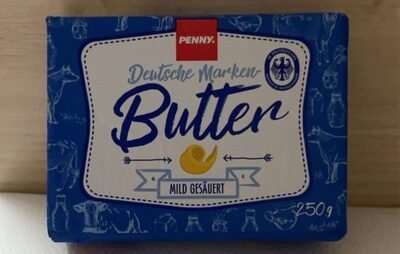 PENNY.
Deutsche Marken-
Butter
MILD GESÄUERT
250g